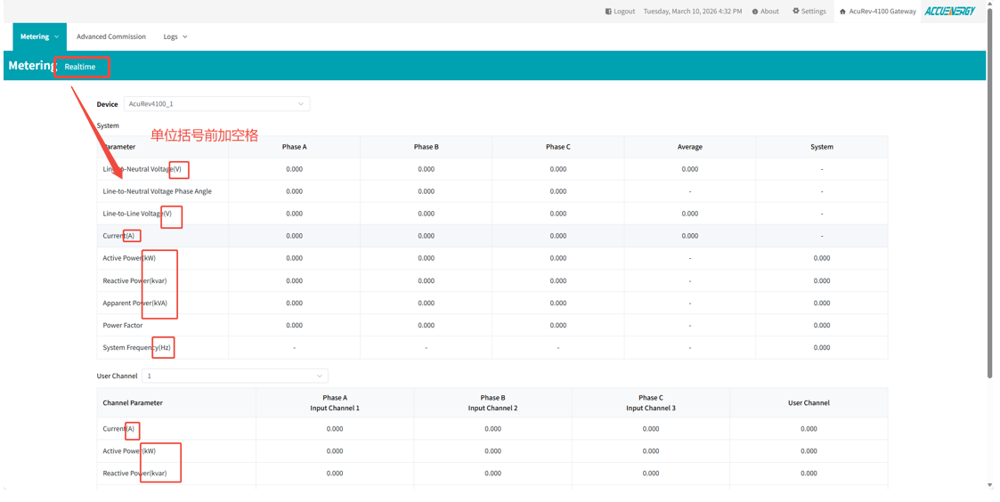 Logout Tuesday, March 10, 2026 4:32 PM About Settings AcuRev-4100 Gateway ACCUENERGY
Metering Advanced Commission Logs
Metering Realtime
Device AcuRev4100_1
System
单位括号前加空格
Parameter Phase A Phase B Phase C Average System
Line-to-Neutral Voltage(V) 0.000 0.000 0.000 0.000 -
Line-to-Neutral Voltage Phase Angle 0.000 0.000 0.000 - -
Line-to-Line Voltage(V) 0.000 0.000 0.000 0.000 -
Current(A) 0.000 0.000 0.000 0.000 -
Active Power(kW) 0.000 0.000 0.000 - 0.000
Reactive Power(kvar) 0.000 0.000 0.000 - 0.000
Apparent Power(kVA) 0.000 0.000 0.000 - 0.000
Power Factor 0.000 0.000 0.000 - 0.000
System Frequency(Hz) - - - - 0.000
User Channel 1
Channel Parameter Phase A Phase B Phase C User Channel
Input Channel 1 Input Channel 2 Input Channel 3
Current(A) 0.000 0.000 0.000 0.000
Active Power(kW) 0.000 0.000 0.000 0.000
Reactive Power(kvar) 0.000 0.000 0.000 0.000